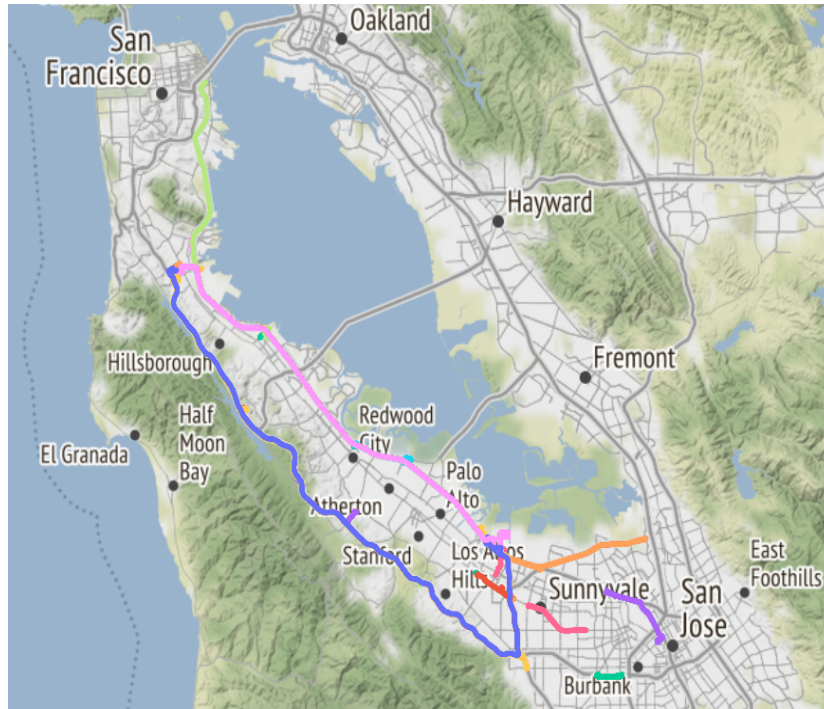 Oakland
San
Francisco
Hayward
Fremont
Hillsborough
Half
Moon
Bay
El Granada
Redwood
City
Palo
Alto
Atherton
Stanford
Los Altos
Hills
Sunnyvale
San
Jose
East
Foothills
Burbank